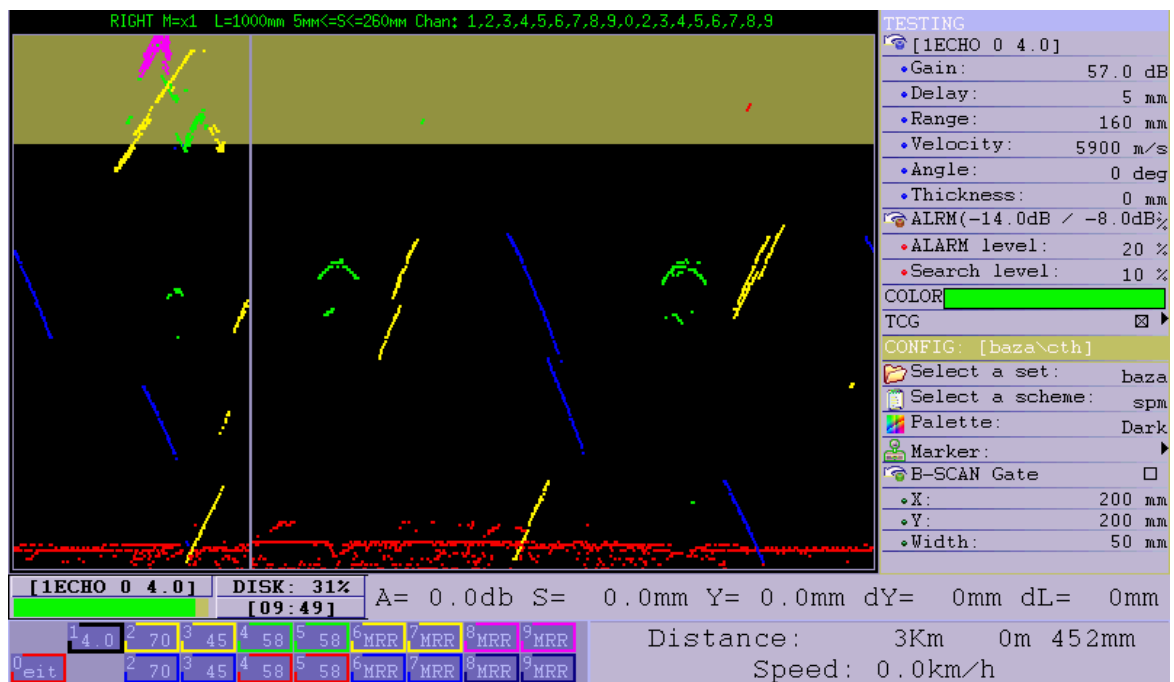 RIGHT M=x1 L=1000mm 5мм<=S<=260мм Chan: 1,2,3,4,5,6,7,8,9,0,2,3,4,5,6,7,8,9
TESTING
[1ECHO 0 4.0]
Gain: 57.0 dB
Delay: 5 mm
Range: 160 mm
Velocity: 5900 m/s
Angle: 0 deg
Thickness: 0 mm
ALRM(-14.0dB / -8.0dB)
ALARM level: 20 %
Search level: 10 %
COLOR
TCG
CONFIG: [baza\cth]
Select a set: baza
Select a scheme: spm
Palette: Dark
Marker:
B-SCAN Gate
X: 200 mm
Y: 200 mm
Width: 50 mm
[1ECHO 0 4.0] DISK: 31%
[09:49]
A= 0.0db S= 0.0mm Y= 0.0mm dY= 0mm dL= 0mm
1 4.0 2 70 3 45 4 58 5 58 6 MRR 7 MRR 8 MRR 9 MRR
0 eit 2 70 3 45 4 58 5 58 6 MRR 7 MRR 8 MRR 9 MRR
Distance: 3Km 0m 452mm
Speed: 0.0km/h